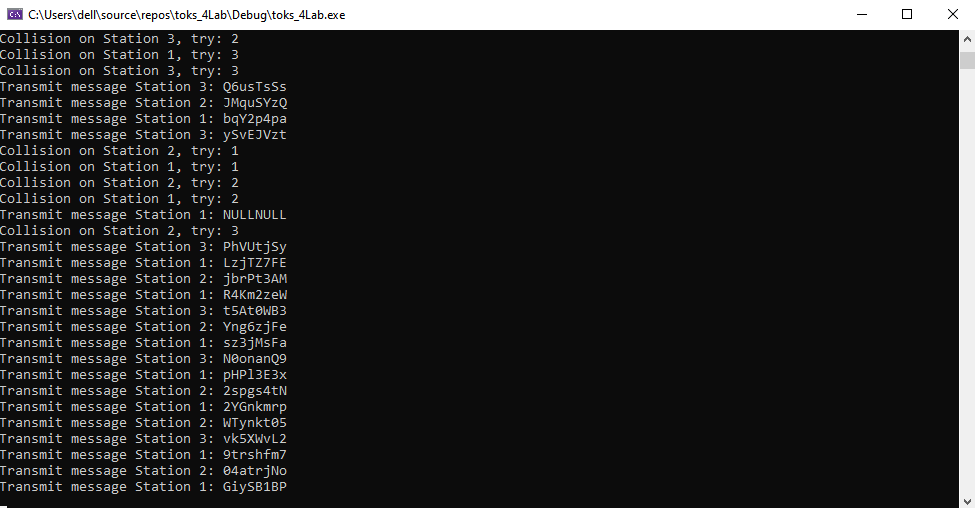 C:\Users\dell\source\repos\toks_4Lab\Debug\toks_4Lab.exe
Collision on Station 3, try: 2
Collision on Station 1, try: 3
Collision on Station 3, try: 3
Transmit message Station 3: Q6usTsSs
Transmit message Station 2: JMquSYzQ
Transmit message Station 1: bqY2p4pa
Transmit message Station 3: ySvEJVzt
Collision on Station 2, try: 1
Collision on Station 1, try: 1
Collision on Station 2, try: 2
Collision on Station 1, try: 2
Transmit message Station 1: NULLNULL
Collision on Station 2, try: 3
Transmit message Station 3: PhVUtjSy
Transmit message Station 1: LzjTZ7FE
Transmit message Station 2: jbrPt3AM
Transmit message Station 1: R4Km2zeW
Transmit message Station 3: t5At0WB3
Transmit message Station 2: Yng6zjFe
Transmit message Station 1: sz3jMsFa
Transmit message Station 3: N0onanQ9
Transmit message Station 1: pHPl3E3x
Transmit message Station 2: 2spgs4tN
Transmit message Station 1: 2YGnkmrp
Transmit message Station 2: WTynkt05
Transmit message Station 3: vk5XWvL2
Transmit message Station 1: 9trshfm7
Transmit message Station 2: 04atrjNo
Transmit message Station 1: GiySB1BP